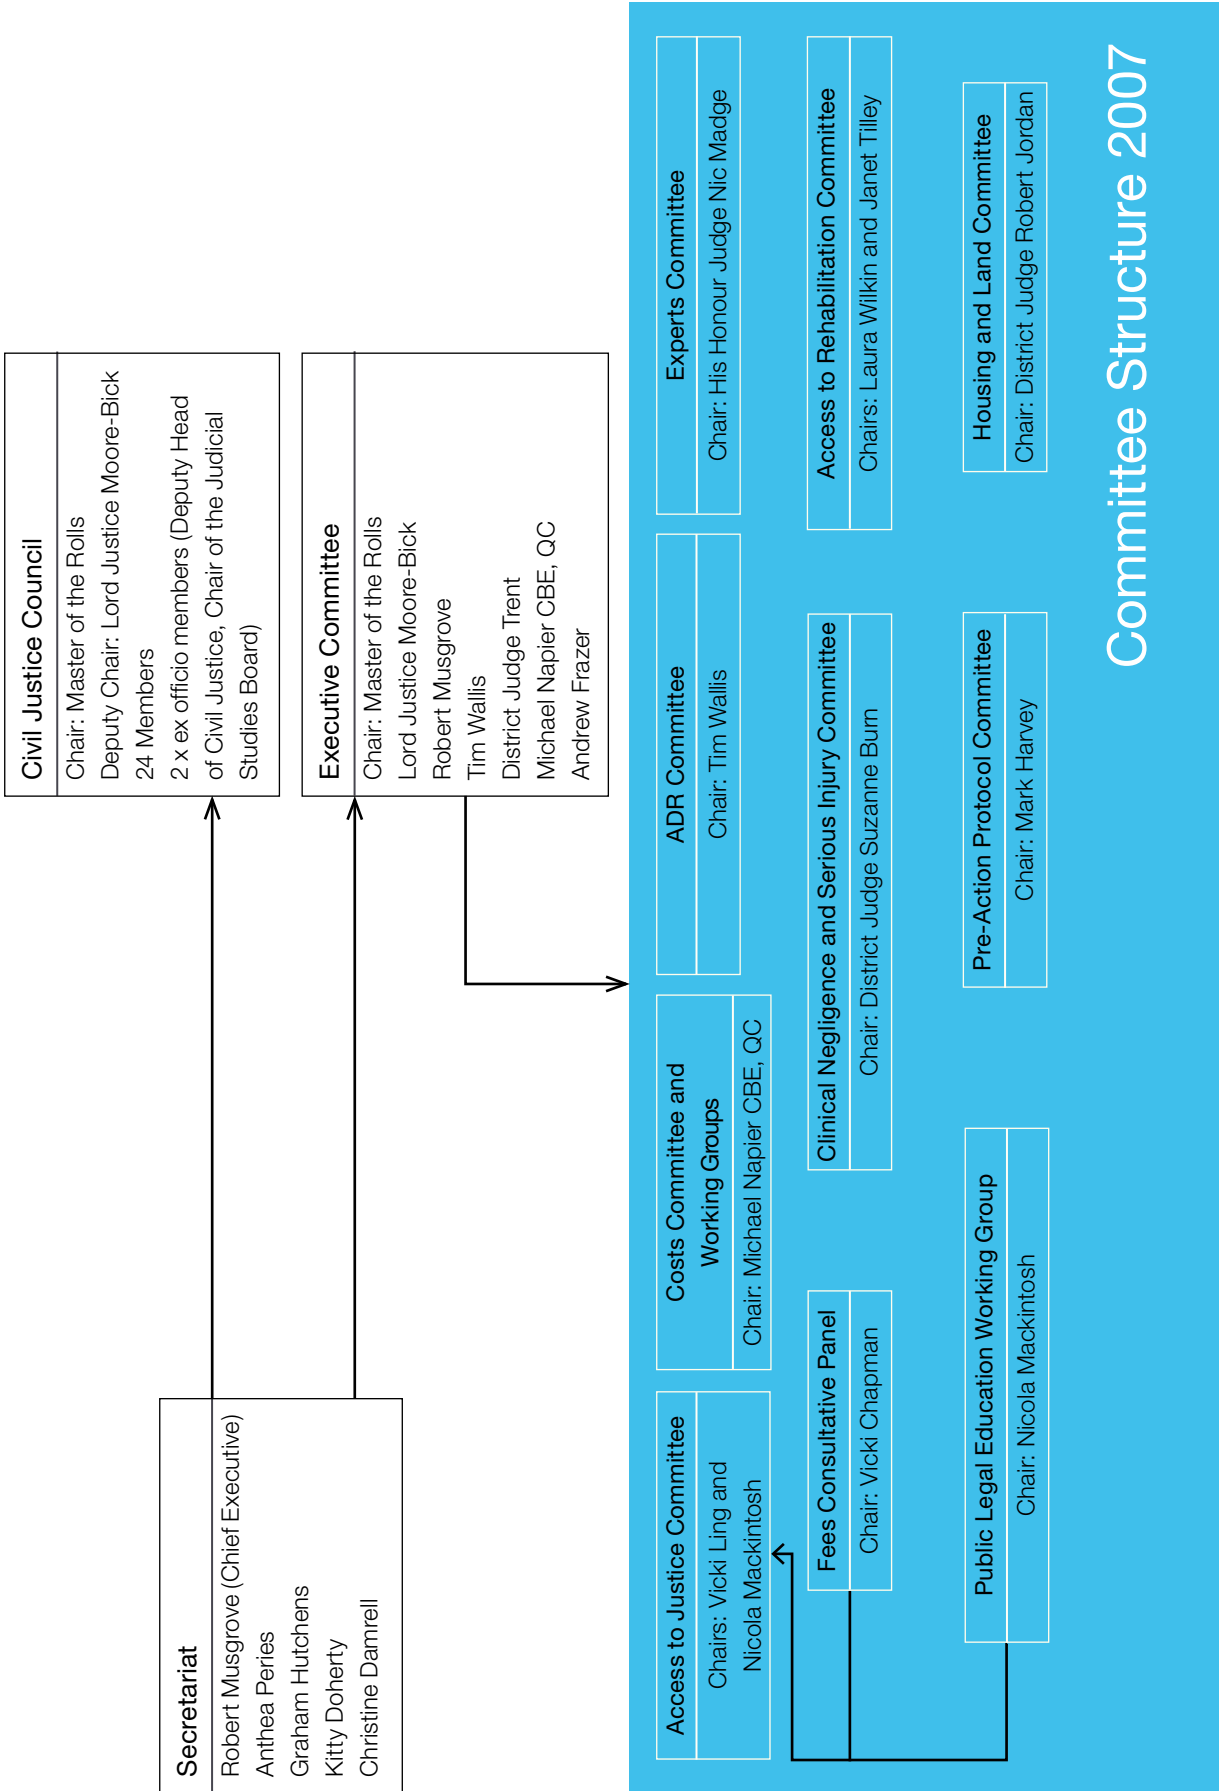 Civil Justice Council
Chair: Master of the Rolls
Deputy Chair: Lord Justice Moore-Bick
24 Members
2 x ex officio members (Deputy Head
of Civil Justice, Chair of the Judicial
Studies Board)
Secretariat
Robert Musgrove (Chief Executive)
Anthea Peries
Graham Hutchens
Kitty Doherty
Christine Damrell
Executive Committee
Chair: Master of the Rolls
Lord Justice Moore-Bick
Robert Musgrove
Tim Wallis
District Judge Trent
Michael Napier CBE, QC
Andrew Frazer
Access to Justice Committee
Chairs: Vicki Ling and
Nicola Mackintosh
Costs Committee and
Working Groups
Chair: Michael Napier CBE, QC
ADR Committee
Chair: Tim Wallis
Experts Committee
Chair: His Honour Judge Nic Madge
Fees Consultative Panel
Chair: Vicki Chapman
Clinical Negligence and Serious Injury Committee
Chair: District Judge Suzanne Burn
Access to Rehabilitation Committee
Chairs: Laura Wilkin and Janet Tilley
Public Legal Education Working Group
Chair: Nicola Mackintosh
Pre-Action Protocol Committee
Chair: Mark Harvey
Housing and Land Committee
Chair: District Judge Robert Jordan
Committee Structure 2007